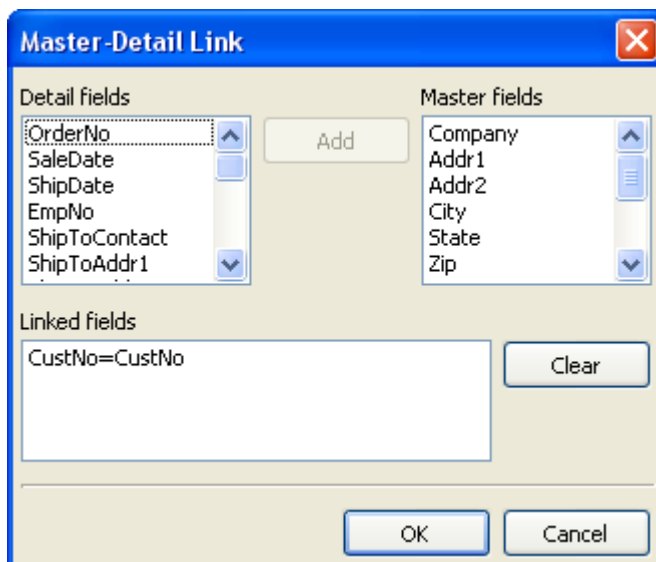 Master-Detail Link
Detail fields
Master fields
OrderNo
SaleDate
ShipDate
EmpNo
ShipToContact
ShipToAddr1
Add
Company
Addr1
Addr2
City
State
Zip
Linked fields
CustNo=CustNo
Clear
OK
Cancel